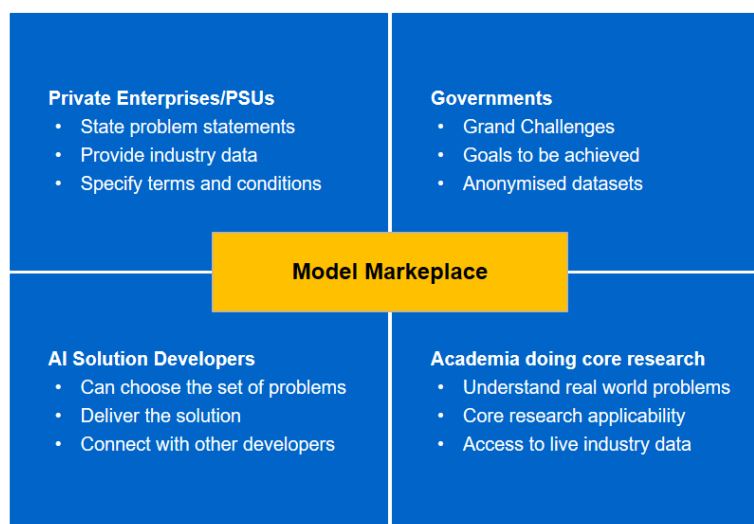 Private Enterprises/PSUs
• State problem statements
• Provide industry data
• Specify terms and conditions
Governments
• Grand Challenges
• Goals to be achieved
• Anonymised datasets
Model Markeplace
AI Solution Developers
• Can choose the set of problems
• Deliver the solution
• Connect with other developers
Academia doing core research
• Understand real world problems
• Core research applicability
• Access to live industry data